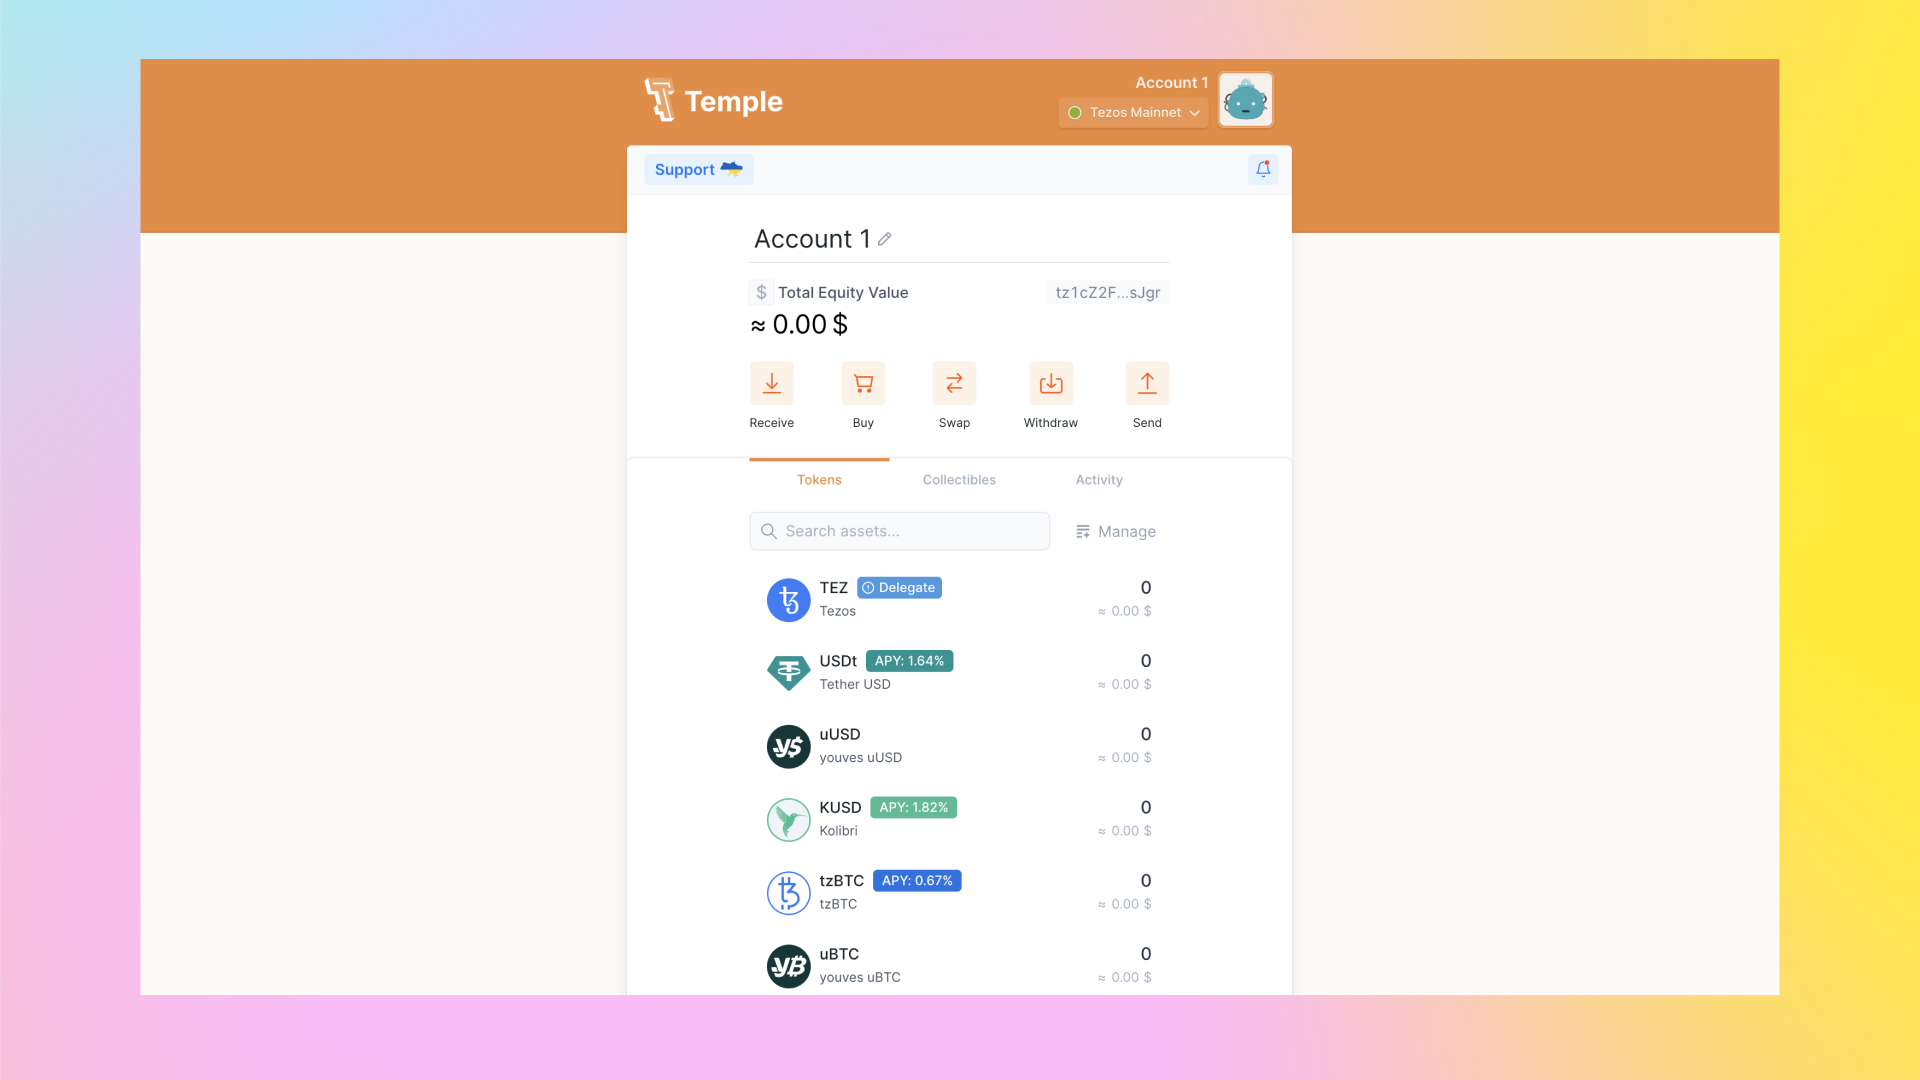 Temple
Account 1
Tezos Mainnet
Support
Account 1
$ Total Equity Value
tz1cZ2F...sJgr
≈ 0.00 $
Receive
Buy
Swap
Withdraw
Send
Tokens
Collectibles
Activity
Search assets...
Manage
TEZ
Delegate
0
Tezos
≈ 0.00 $
USDt
APY: 1.64%
0
Tether USD
≈ 0.00 $
uUSD
0
youves uUSD
≈ 0.00 $
KUSD
APY: 1.82%
0
Kolibri
≈ 0.00 $
tzBTC
APY: 0.67%
0
tzBTC
≈ 0.00 $
uBTC
0
youves uBTC
≈ 0.00 $